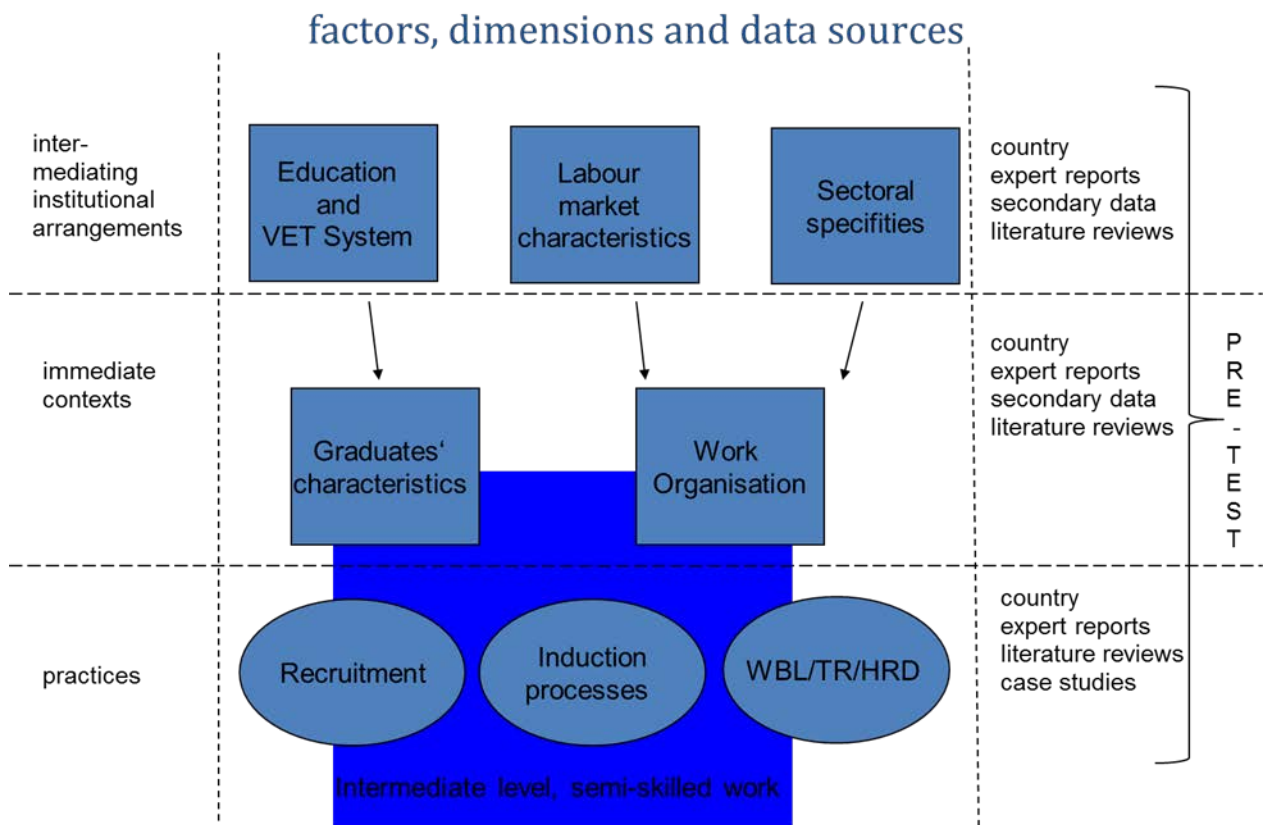 factors, dimensions and data sources
inter-
mediating
institutional
arrangements
Education
and
VET System
Labour
market
characteristics
Sectoral
specifities
country
expert reports
secondary data
literature reviews
immediate
contexts
Graduates‘
characteristics
Work
Organisation
country
expert reports
secondary data
literature reviews
P
R
E
-
T
E
S
T
practices
Recruitment
Induction
processes
WBL/TR/HRD
country
expert reports
literature reviews
case studies
Intermediate level, semi-skilled work